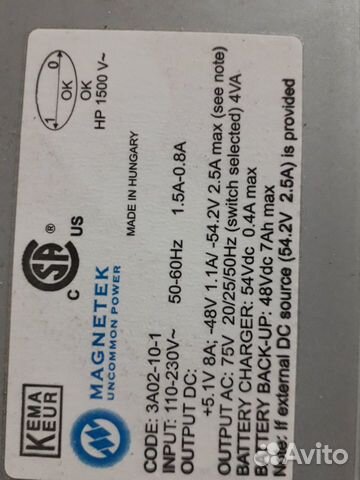 KEMA
KEUR
MAGNETEK
UNCOMMON POWER
C
US
®
MADE IN HUNGARY
1
0
OK
OK
HP 1500 V~
CODE: 3A02-10-1
INPUT: 110-230V~ 50-60Hz 1.5A-0.8A
OUTPUT DC:
+5.1V 8A; -48V 1.1A/ -54.2V 2.5A max (see note)
OUTPUT AC: 75V 20/25/50Hz (switch selected) 4VA
BATTERY CHARGER: 54Vdc 0.4A max
BATTERY BACK-UP: 48Vdc 7Ah max
Note: If external DC source (54.2V 2.5A) is provided
Avito